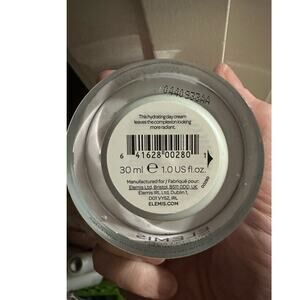 This hydrating day cream
leaves the complexion looking
more radiant.
6 41628 00280 1
30 ml ℮ 1.0 US fl.oz.
Manufactured for / Fabriqué pour:
Elemis Ltd, Bristol, BS11 0DD, UK
Elemis IRL Ltd, Dublin 1,
D01 VY52, IRL
ELEMIS.COM
ELEMIS